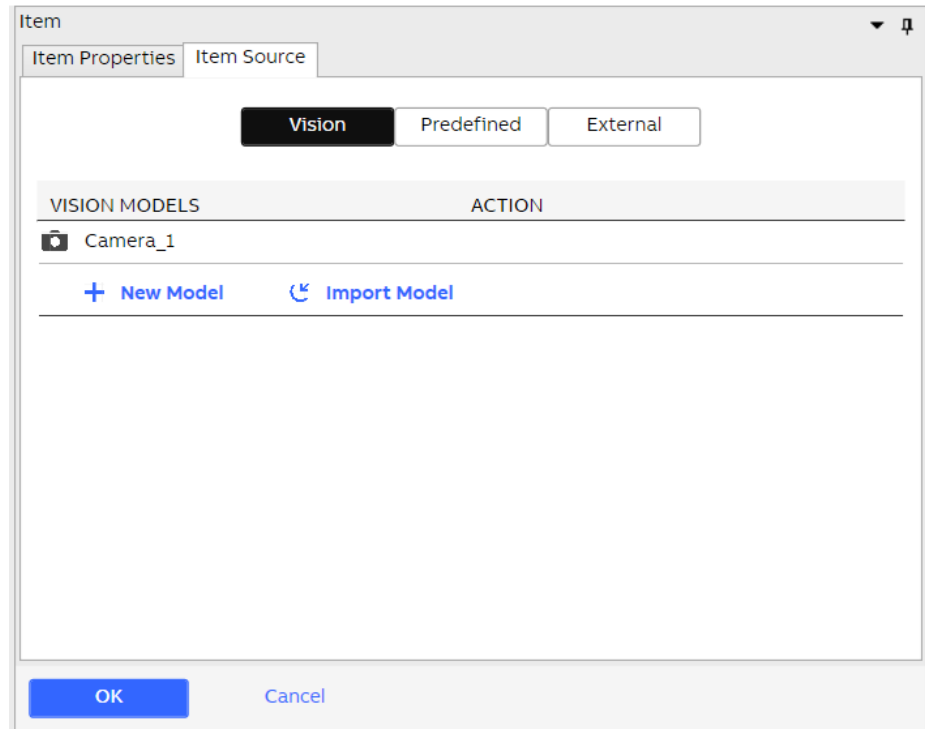 Item
Item Properties Item Source
Vision Predefined External
VISION MODELS ACTION
Camera_1
New Model Import Model
OK Cancel